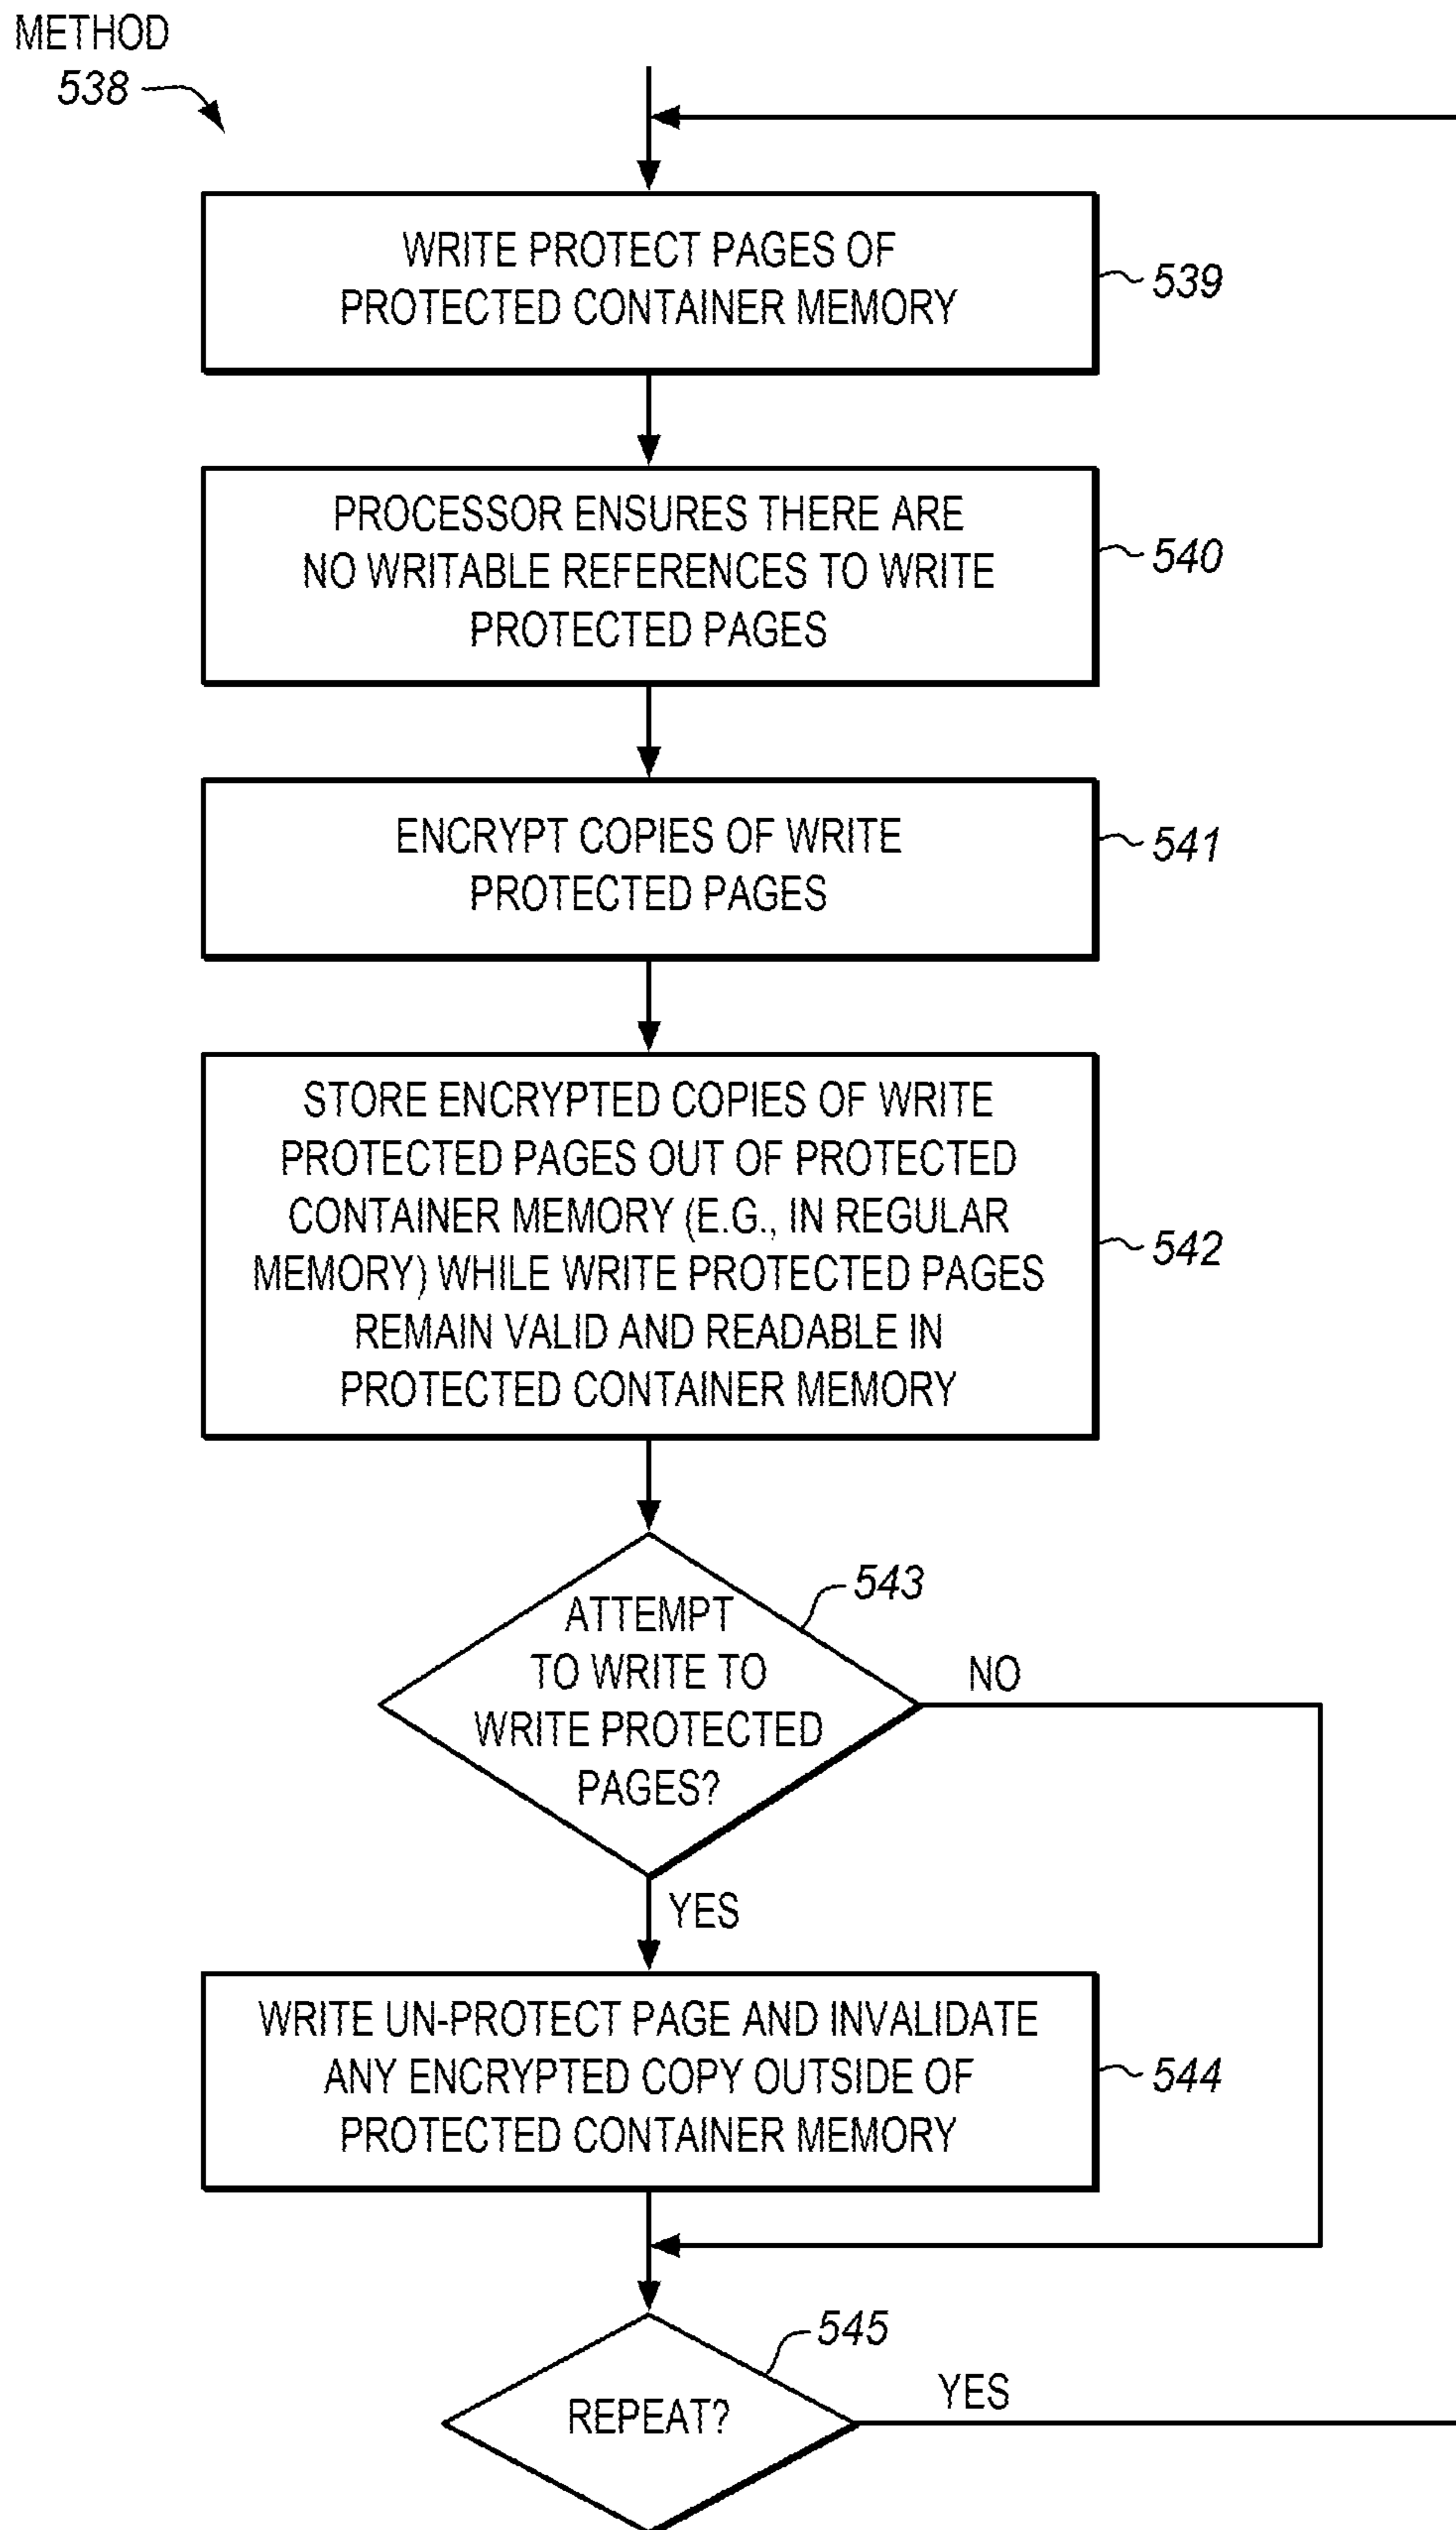 METHOD
538
WRITE PROTECT PAGES OF
PROTECTED CONTAINER MEMORY
539
PROCESSOR ENSURES THERE ARE
NO WRITABLE REFERENCES TO WRITE
PROTECTED PAGES
540
ENCRYPT COPIES OF WRITE
PROTECTED PAGES
541
STORE ENCRYPTED COPIES OF WRITE
PROTECTED PAGES OUT OF PROTECTED
CONTAINER MEMORY (E.G., IN REGULAR
MEMORY) WHILE WRITE PROTECTED PAGES
REMAIN VALID AND READABLE IN
PROTECTED CONTAINER MEMORY
542
ATTEMPT
TO WRITE TO
WRITE PROTECTED
PAGES?
543
NO
YES
WRITE UN-PROTECT PAGE AND INVALIDATE
ANY ENCRYPTED COPY OUTSIDE OF
PROTECTED CONTAINER MEMORY
544
REPEAT?
545
YES